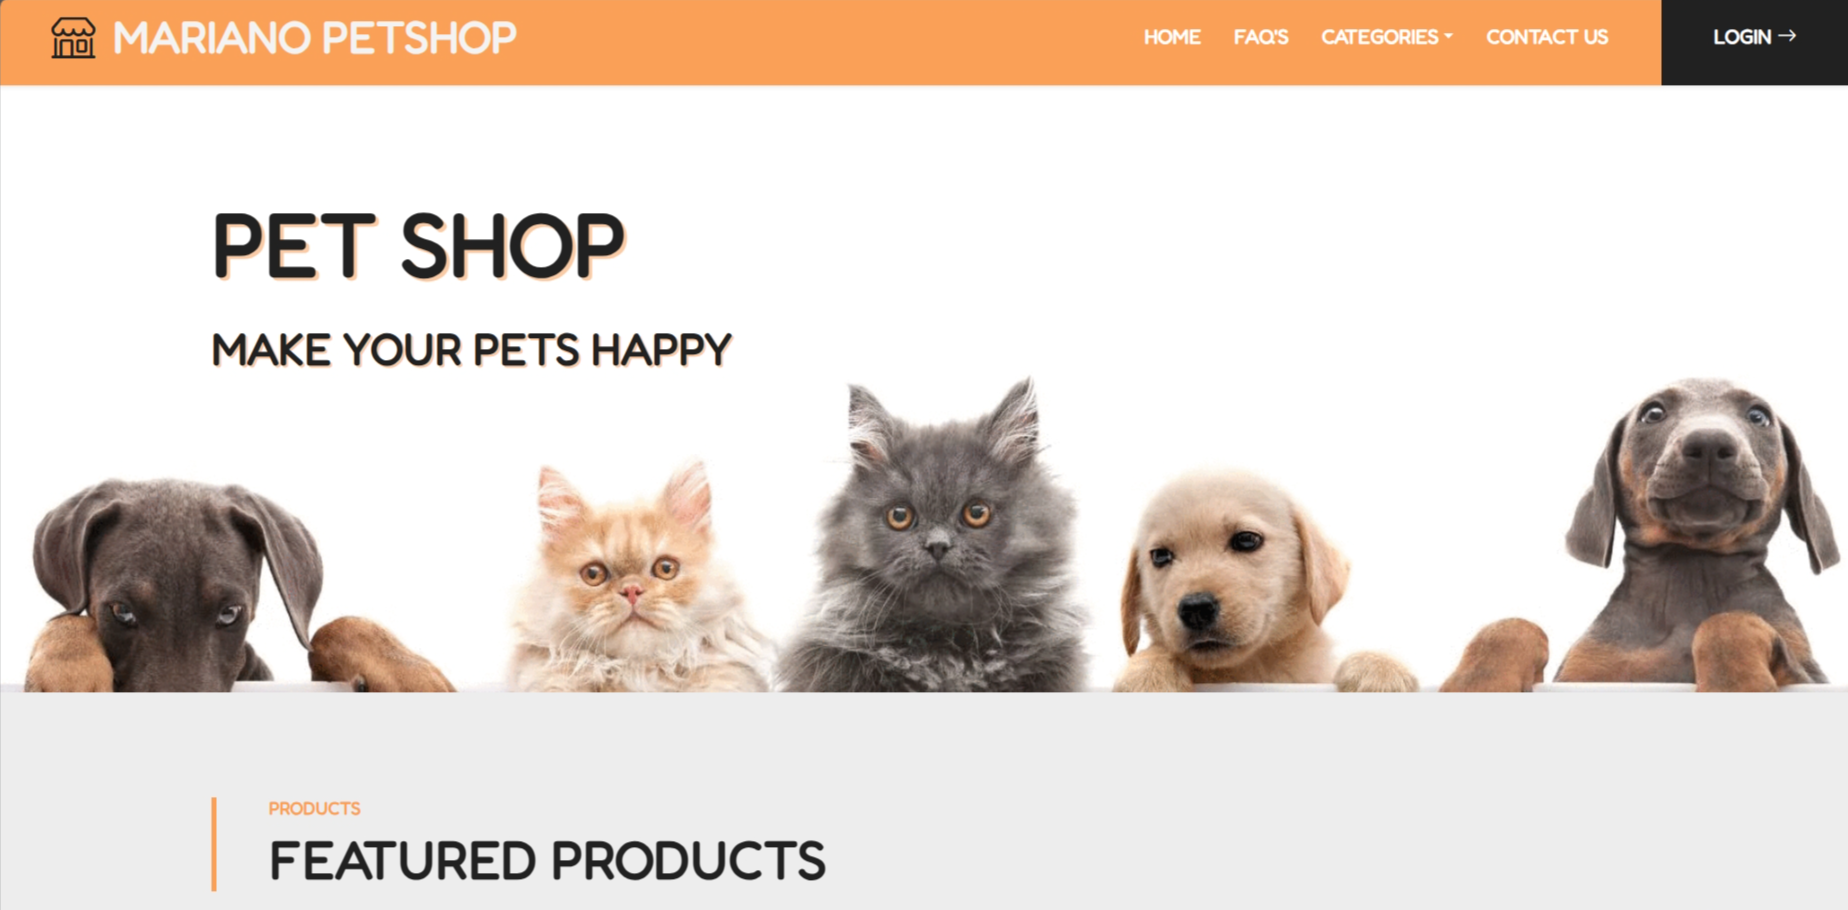 MARIANO PETSHOP
HOME FAQ'S CATEGORIES CONTACT US LOGIN →
PET SHOP
MAKE YOUR PETS HAPPY
PRODUCTS
FEATURED PRODUCTS